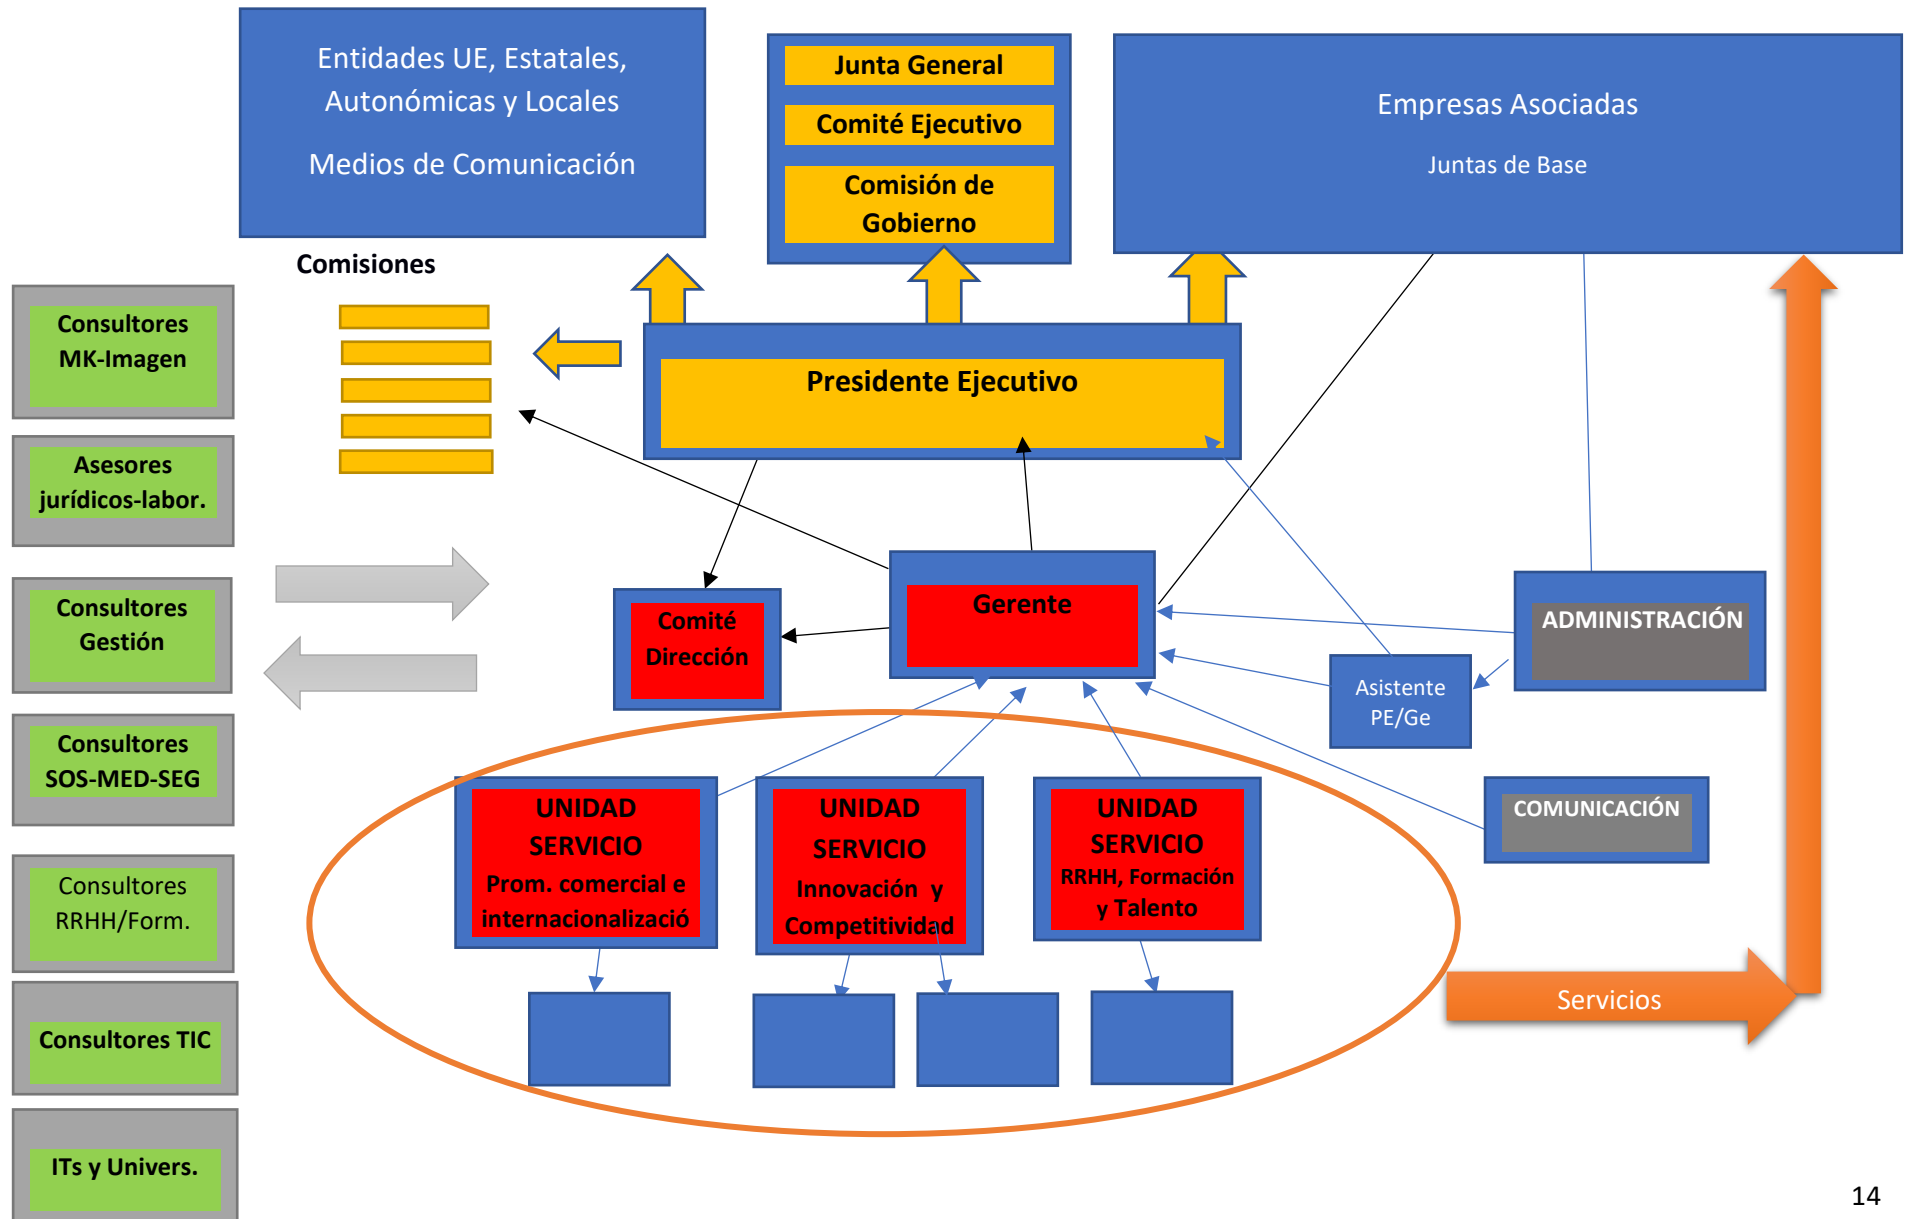 Entidades UE, Estatales,
Autonómicas y Locales
Medios de Comunicación
Junta General
Comité Ejecutivo
Comisión de
Gobierno
Empresas Asociadas
Juntas de Base
Comisiones
Consultores
MK-Imagen
Presidente Ejecutivo
Asesores
jurídicos-labor.
Consultores
Gestión
Comité
Dirección
Gerente
ADMINISTRACIÓN
Asistente
PE/Ge
Consultores
SOS-MED-SEG
UNIDAD
SERVICIO
Prom. comercial e
internacionalizació
UNIDAD
SERVICIO
Innovación y
Competitividad
UNIDAD
SERVICIO
RRHH, Formación
y Talento
COMUNICACIÓN
Consultores
RRHH/Form.
Servicios
Consultores TIC
ITs y Univers.
14